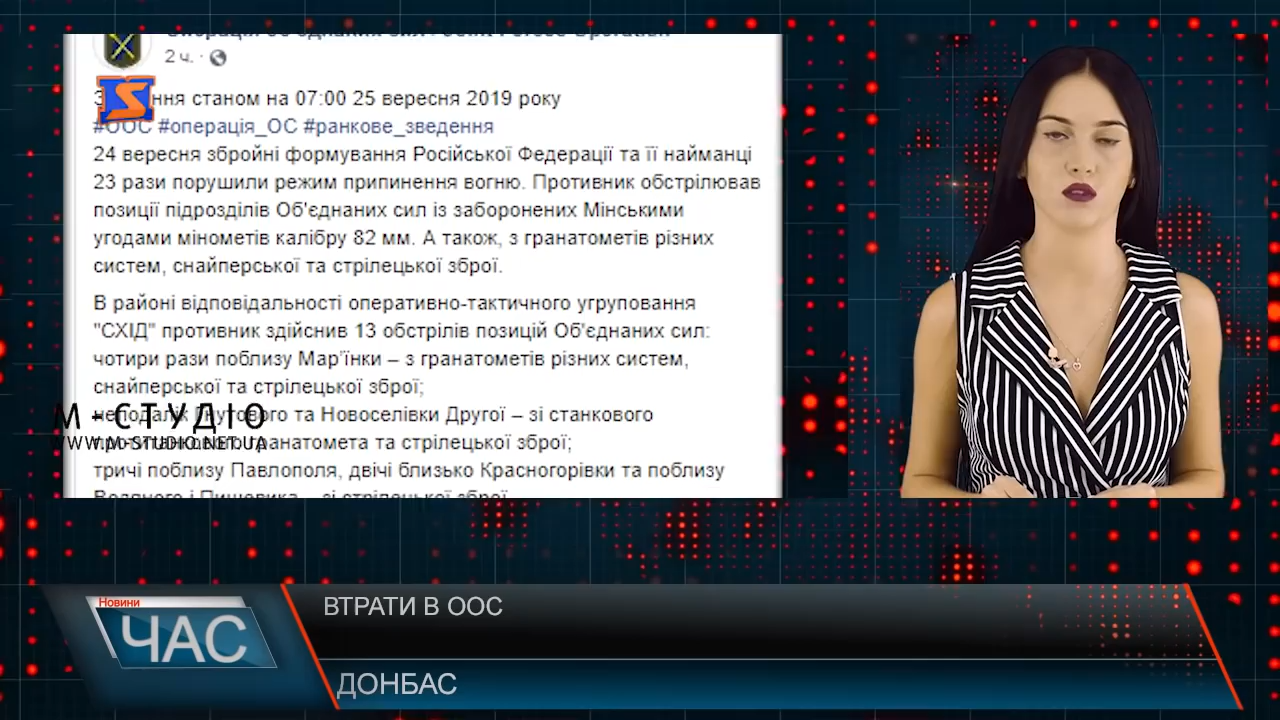 2 ч.
ння станом на 07:00 25 вересня 2019 року
#ООС #операція_ОС #ранкове_зведення
24 вересня збройні формування Російської Федерації та її найманці
23 рази порушили режим припинення вогню. Противник обстрілював
позиції підрозділів Об'єднаних сил із заборонених Мінськими
угодами мінометів калібру 82 мм. А також, з гранатометів різних
систем, снайперської та стрілецької зброї.
В районі відповідальності оперативно-тактичного угруповання
"СХІД" противник здійснив 13 обстрілів позицій Об'єднаних сил:
чотири рази поблизу Мар'їнки – з гранатометів різних систем,
снайперської та стрілецької зброї;
та Новоселівки Другої – зі станкового
гранатомета та стрілецької зброї;
тричі поблизу Павлополя, двічі близько Красногорівки та поблизу
М-СТУДІО
WWW.M-STUDIO.NET.UA
Новини
ЧАС
ВТРАТИ В ООС
ДОНБАС